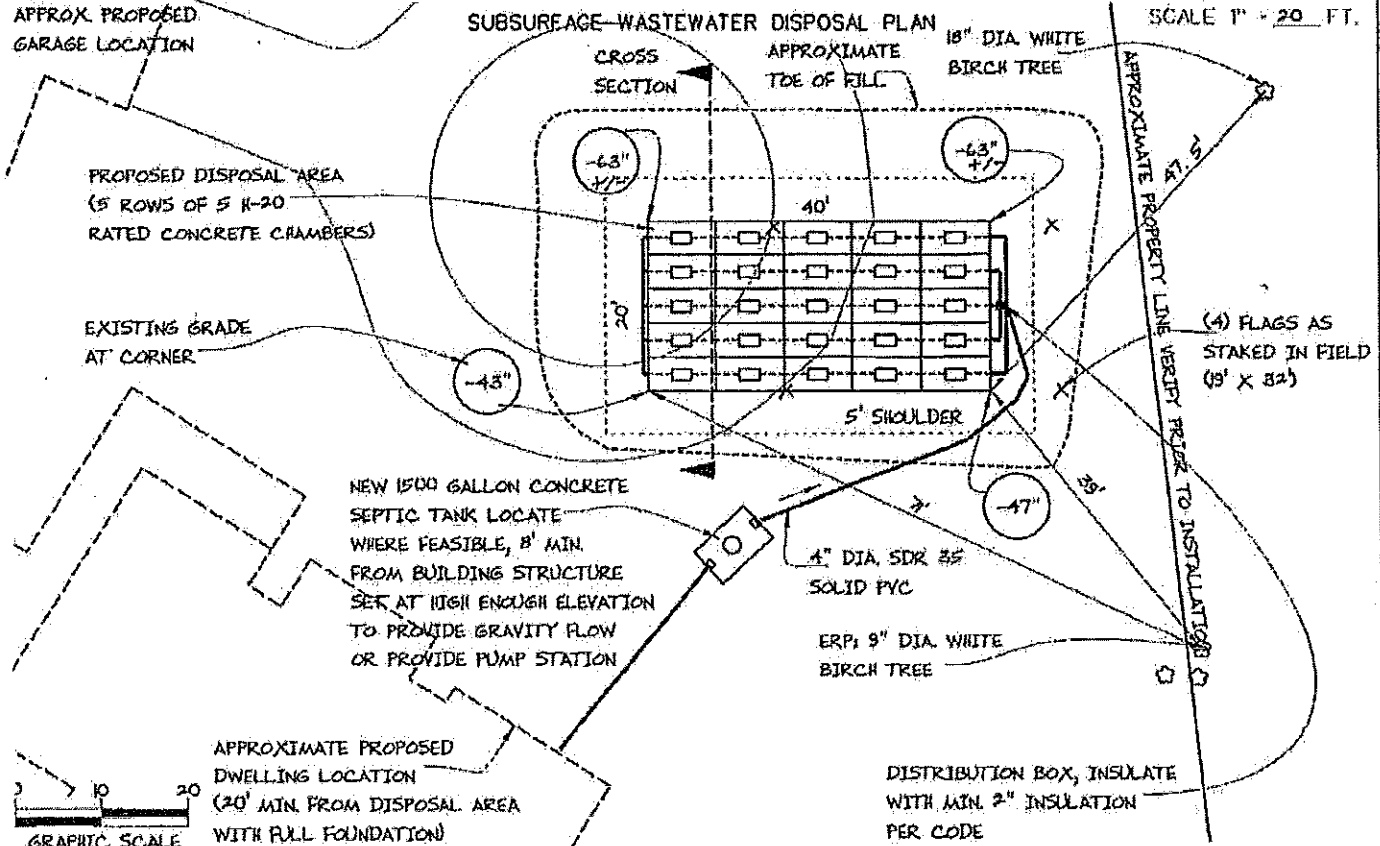 APPROX. PROPOSED
GARAGE LOCATION
SUBSURFACE WASTEWATER DISPOSAL PLAN
SCALE 1" = 20 FT.
CROSS
SECTION
APPROXIMATE
TOE OF FILL
18" DIA. WHITE
BIRCH TREE
-63"
+/-
-63"
+/-
PROPOSED DISPOSAL AREA
(5 ROWS OF 5 H-20
RATED CONCRETE CHAMBERS)
40'
20'
47.5'
APPROXIMATE PROPERTY LINE VERIFY PRIOR TO INSTALLATION
EXISTING GRADE
AT CORNER
-43"
(4) FLAGS AS
STAKED IN FIELD
(19' X 32')
5' SHOULDER
NEW 1500 GALLON CONCRETE
SEPTIC TANK LOCATE
WHERE FEASIBLE, 8' MIN.
FROM BUILDING STRUCTURE
SET AT HIGH ENOUGH ELEVATION
TO PROVIDE GRAVITY FLOW
OR PROVIDE PUMP STATION
-47"
39'
4" DIA. SDR 35
SOLID PVC
ERP: 9" DIA. WHITE
BIRCH TREE
APPROXIMATE PROPOSED
DWELLING LOCATION
(20' MIN. FROM DISPOSAL AREA
WITH FULL FOUNDATION)
DISTRIBUTION BOX, INSULATE
WITH MIN. 2" INSULATION
PER CODE
0 10 20
GRAPHIC SCALE